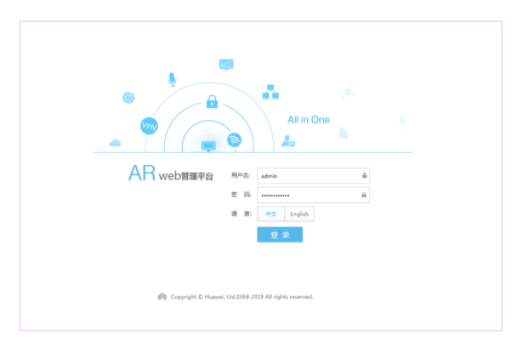 All in One
VPN
AR web管理平台
用户名: admin
密 码: ••••••••••••
语 言: 中文 English
登 录
Copyright © Huawei, Ltd.1998-2019 All rights reserved.